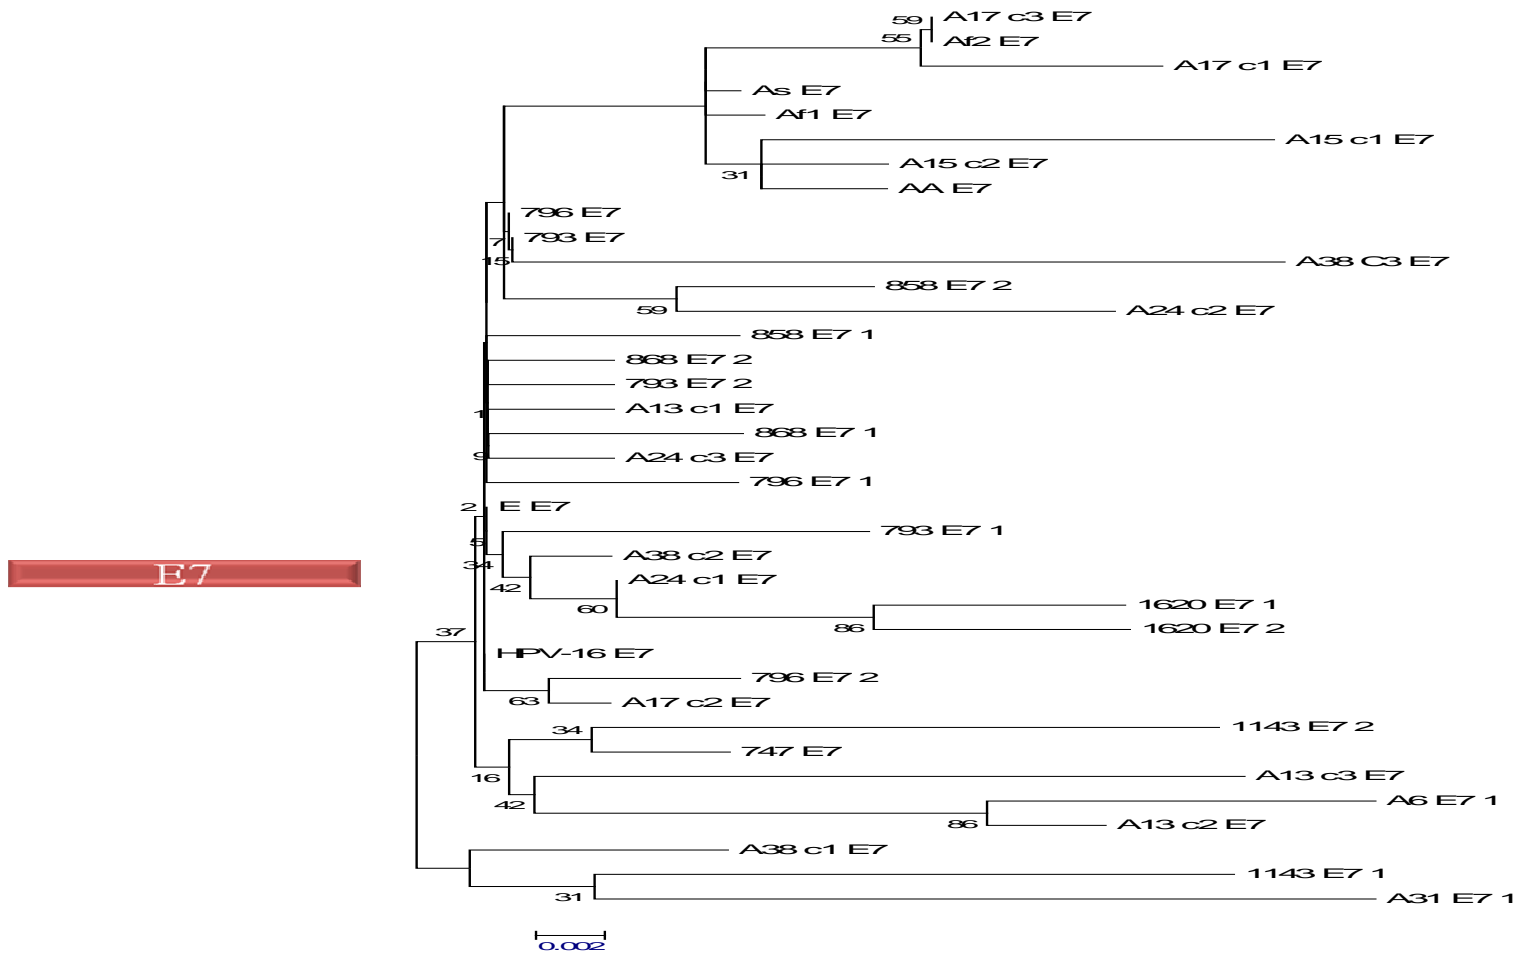 59
A17 c3 E7
55
Af2 E7
A17 c1 E7
As E7
Af1 E7
A15 c1 E7
A15 c2 E7
31
AA E7
796 E7
7
793 E7
15
A38 C3 E7
858 E7 2
59
A24 c2 E7
858 E7 1
868 E7 2
793 E7 2
1
A13 c1 E7
868 E7 1
9
A24 c3 E7
796 E7 1
2
E E7
793 E7 1
5
A38 c2 E7
34
E7
A24 c1 E7
42
60
1620 E7 1
86
1620 E7 2
37
HPV-16 E7
796 E7 2
63
A17 c2 E7
34
1143 E7 2
747 E7
16
A13 c3 E7
42
A6 E7 1
86
A13 c2 E7
A38 c1 E7
1143 E7 1
31
A31 E7 1
0.002